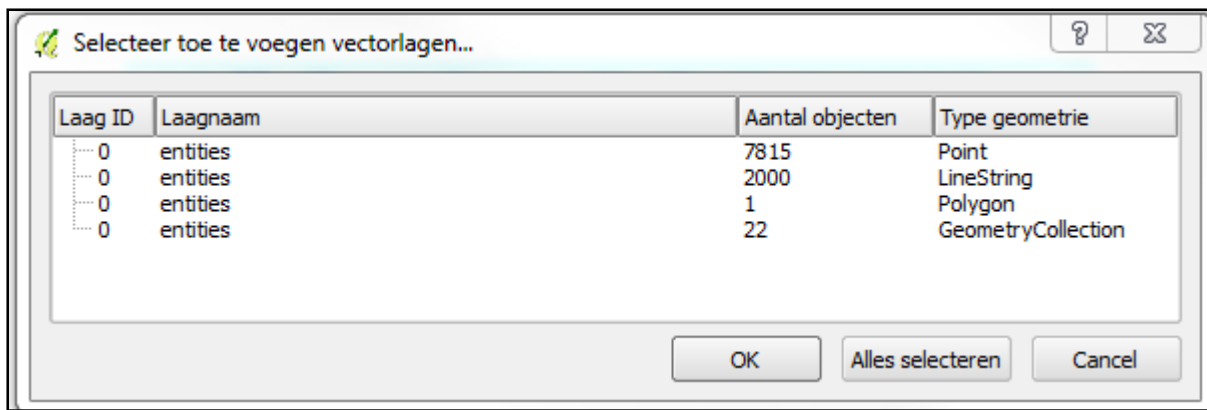 Selecteer toe te voegen vectorlagen...
Laag ID Laagnaam Aantal objecten Type geometrie
0 entities 7815 Point
0 entities 2000 LineString
0 entities 1 Polygon
0 entities 22 GeometryCollection
OK Alles selecteren Cancel